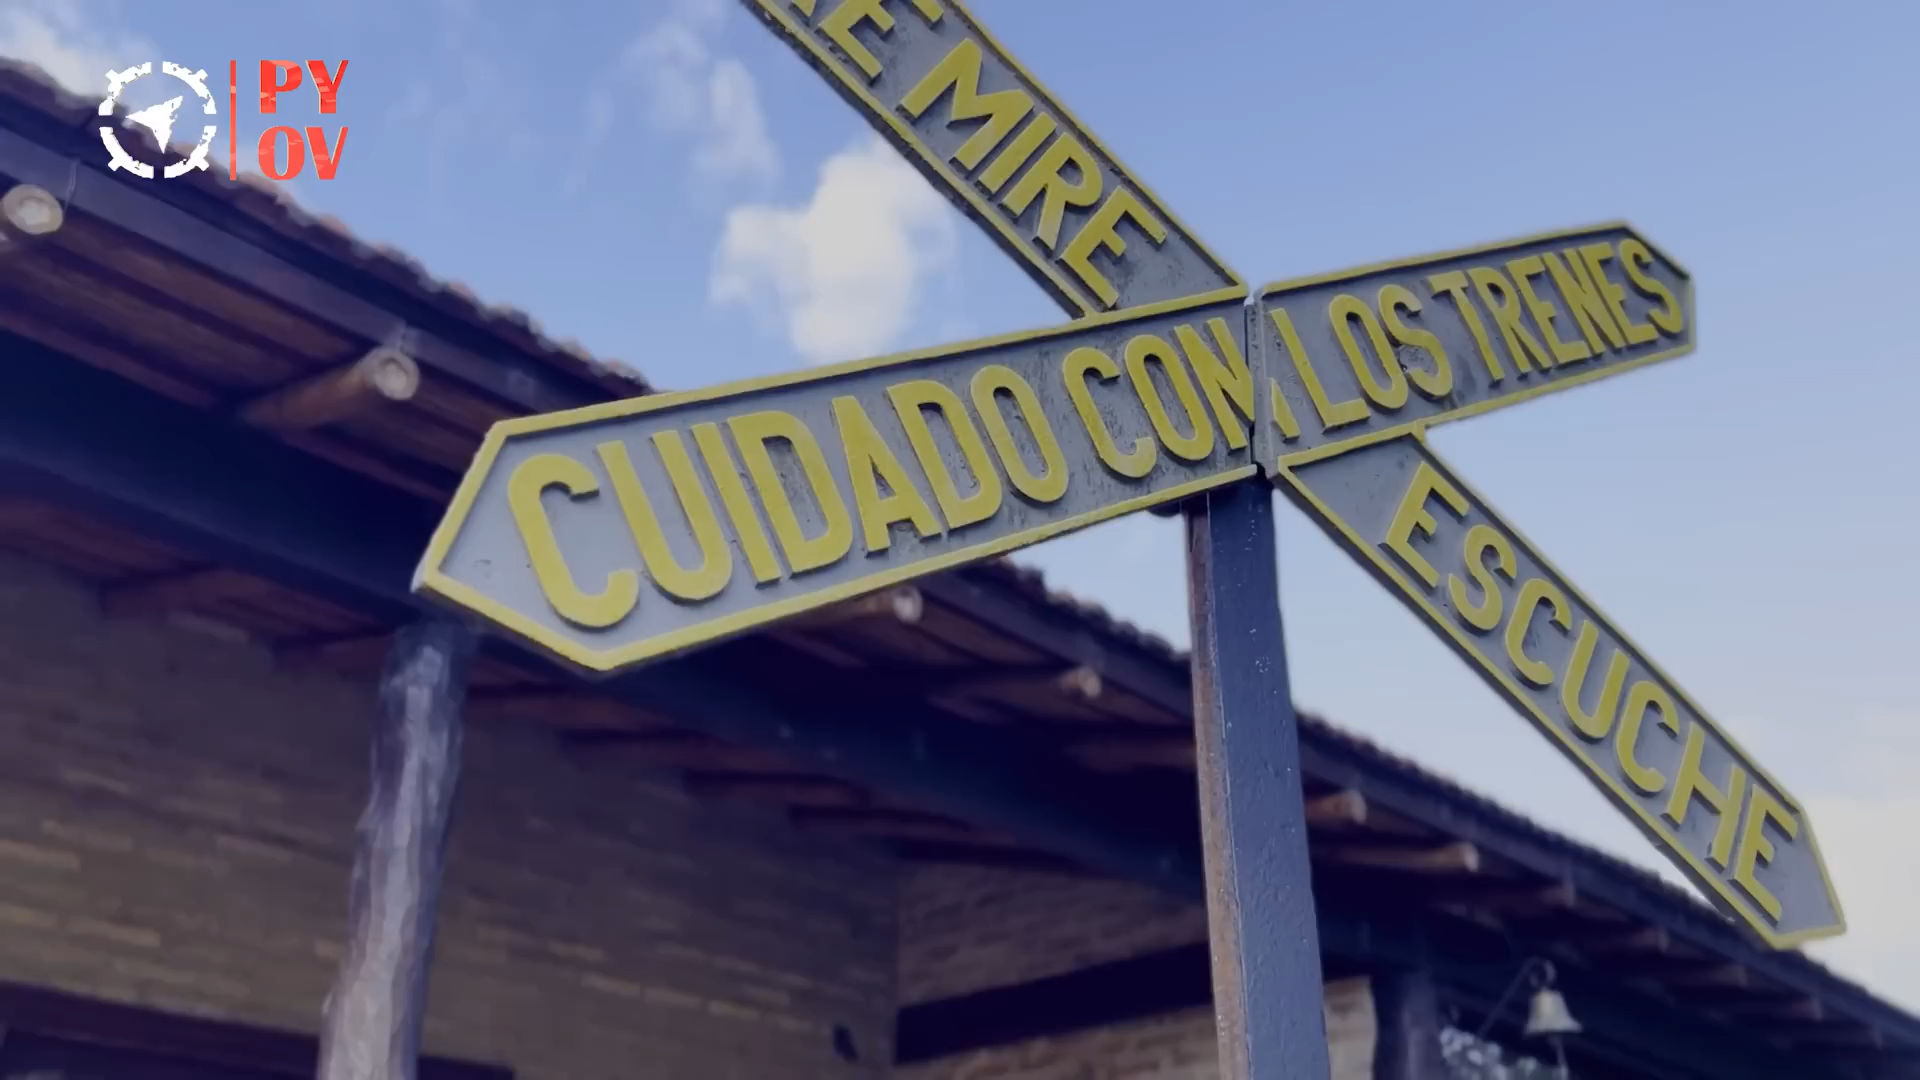 PY
OV
MIRE
CUIDADO CON LOS TRENES
ESCUCHE